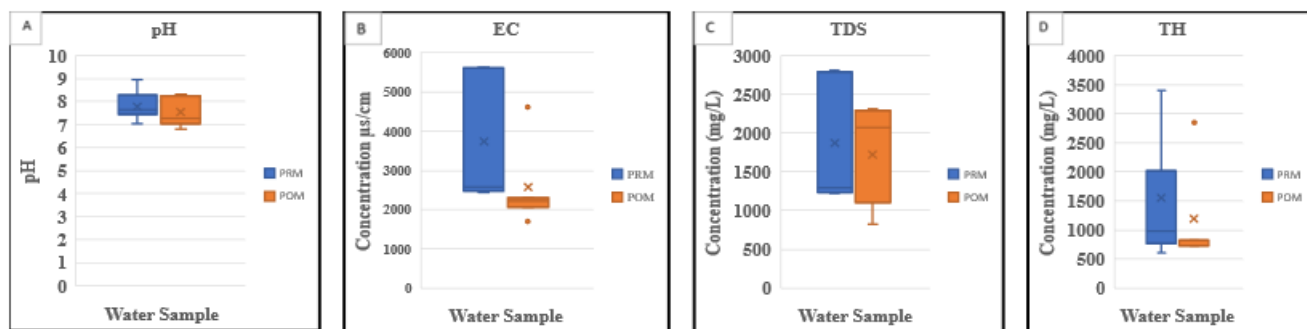 A
pH
10
9
8
7
6
5
4
3
2
1
0
pH
Water Sample
PRM
POM
B
EC
6000
5000
4000
3000
2000
1000
0
Concentration µs/cm
Water Sample
PRM
POM
C
TDS
3000
2500
2000
1500
1000
500
0
Concentration (mg/L)
Water Sample
PRM
POM
D
TH
4000
3500
3000
2500
2000
1500
1000
500
0
Concentration (mg/L)
Water Sample
PRM
POM